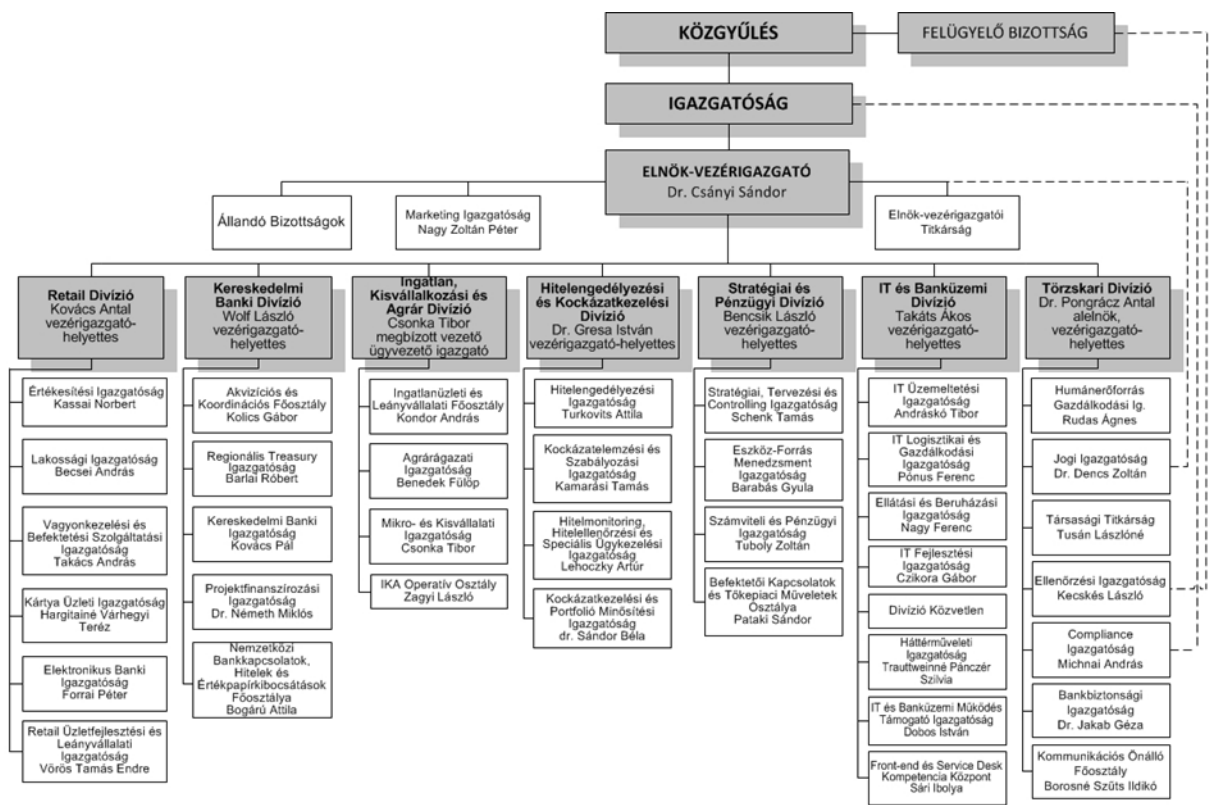 KÖZGYŰLÉS
FELÜGYELŐ BIZOTTSÁG
IGAZGATÓSÁG
ELNÖK-VEZÉRIGAZGATÓ
Dr. Csányi Sándor
Állandó Bizottságok
Marketing Igazgatóság
Nagy Zoltán Péter
Elnök-vezérigazgatói
Titkárság
Retail Divízió
Kovács Antal
vezérigazgató-
helyettes
Értékesítési Igazgatóság
Kassai Norbert
Lakossági Igazgatóság
Becsei András
Vagyonkezelési és
Befektetési Szolgáltatási
Igazgatóság
Takács András
Kártya Üzleti Igazgatóság
Hargitainé Várhegyi
Teréz
Elektronikus Banki
Igazgatóság
Forrai Péter
Retail Üzletfejlesztési és
Leányvállalati
Igazgatóság
Vörös Tamás Endre
Kereskedelmi
Banki Divízió
Wolf László
vezérigazgató-
helyettes
Akvizíciós és
Koordinációs Főosztály
Kolics Gábor
Regionális Treasury
Igazgatóság
Barlai Róbert
Kereskedelmi Banki
Igazgatóság
Kovács Pál
Projektfinanszírozási
Igazgatóság
Dr. Németh Miklós
Nemzetközi
Bankkapcsolatok,
Hitelek és
Értékpapírkibocsátások
Főosztálya
Bogárú Attila
Ingatlan,
Kisvállalkozási és
Agrár Divízió
Csonka Tibor
megbízott vezető
ügyvezető igazgató
Ingatlanüzleti és
Leányvállalati Főosztály
Kondor András
Agrárágazati
Igazgatóság
Benedek Fülöp
Mikro- és Kisvállalati
Igazgatóság
Csonka Tibor
IKA Operatív Osztály
Zagyi László
Hitelengedélyezési
és Kockázatkezelési
Divízió
Dr. Gresa István
vezérigazgató-helyettes
Hitelengedélyezési
Igazgatóság
Turkovits Attila
Kockázatelemzési és
Szabályozási
Igazgatóság
Kamarási Tamás
Hitelmonitoring,
Hitelellenőrzési és
Speciális Ügykezelési
Igazgatóság
Lehoczky Artúr
Kockázatkezelési és
Portfolió Minősítési
Igazgatóság
dr. Sándor Béla
Stratégiai és
Pénzügyi Divízió
Bencsik László
vezérigazgató-
helyettes
Stratégiai, Tervezési és
Controlling Igazgatóság
Schenk Tamás
Eszköz-Forrás
Menedzsment
Igazgatóság
Barabás Gyula
Számviteli és Pénzügyi
Igazgatóság
Tuboly Zoltán
Befektetői Kapcsolatok
és Tőkepiaci Műveletek
Osztálya
Pataki Sándor
IT és Banküzemi
Divízió
Takáts Ákos
vezérigazgató-
helyettes
IT Üzemeltetési
Igazgatóság
Andráskó Tibor
IT Logisztikai és
Gazdálkodási
Igazgatóság
Pónus Ferenc
Ellátási és Beruházási
Igazgatóság
Nagy Ferenc
IT Fejlesztési
Igazgatóság
Czikora Gábor
Divízió Közvetlen
Háttérműveleti
Igazgatóság
Trauttweinné Pánczér
Szilvia
IT és Banküzemi Működés
Támogató Igazgatóság
Dobos István
Front-end és Service Desk
Kompetencia Központ
Sári Ibolya
Törzskari Divízió
Dr. Pongrácz Antal
alelnök,
vezérigazgató-
helyettes
Humánerőforrás
Gazdálkodási Ig.
Rudas Ágnes
Jogi Igazgatóság
Dr. Dencs Zoltán
Társasági Titkárság
Tusán Lászlóné
Ellenőrzési Igazgatóság
Kecskés László
Compliance
Igazgatóság
Michnai András
Bankbiztonsági
Igazgatóság
Dr. Jakab Géza
Kommunikációs Önálló
Főosztály
Borosné Szűts Ildikó